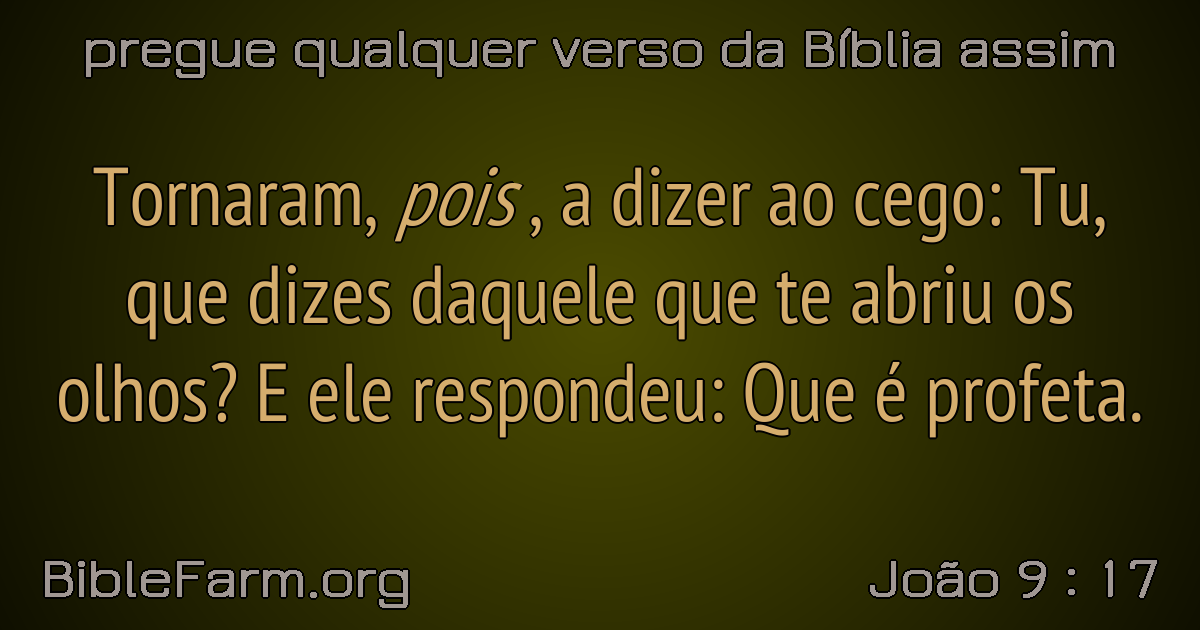 pregue qualquer verso da Bíblia assim
Tornaram, pois , a dizer ao cego: Tu,
que dizes daquele que te abriu os
olhos? E ele respondeu: Que é profeta.
BibleFarm.org
João 9 : 17